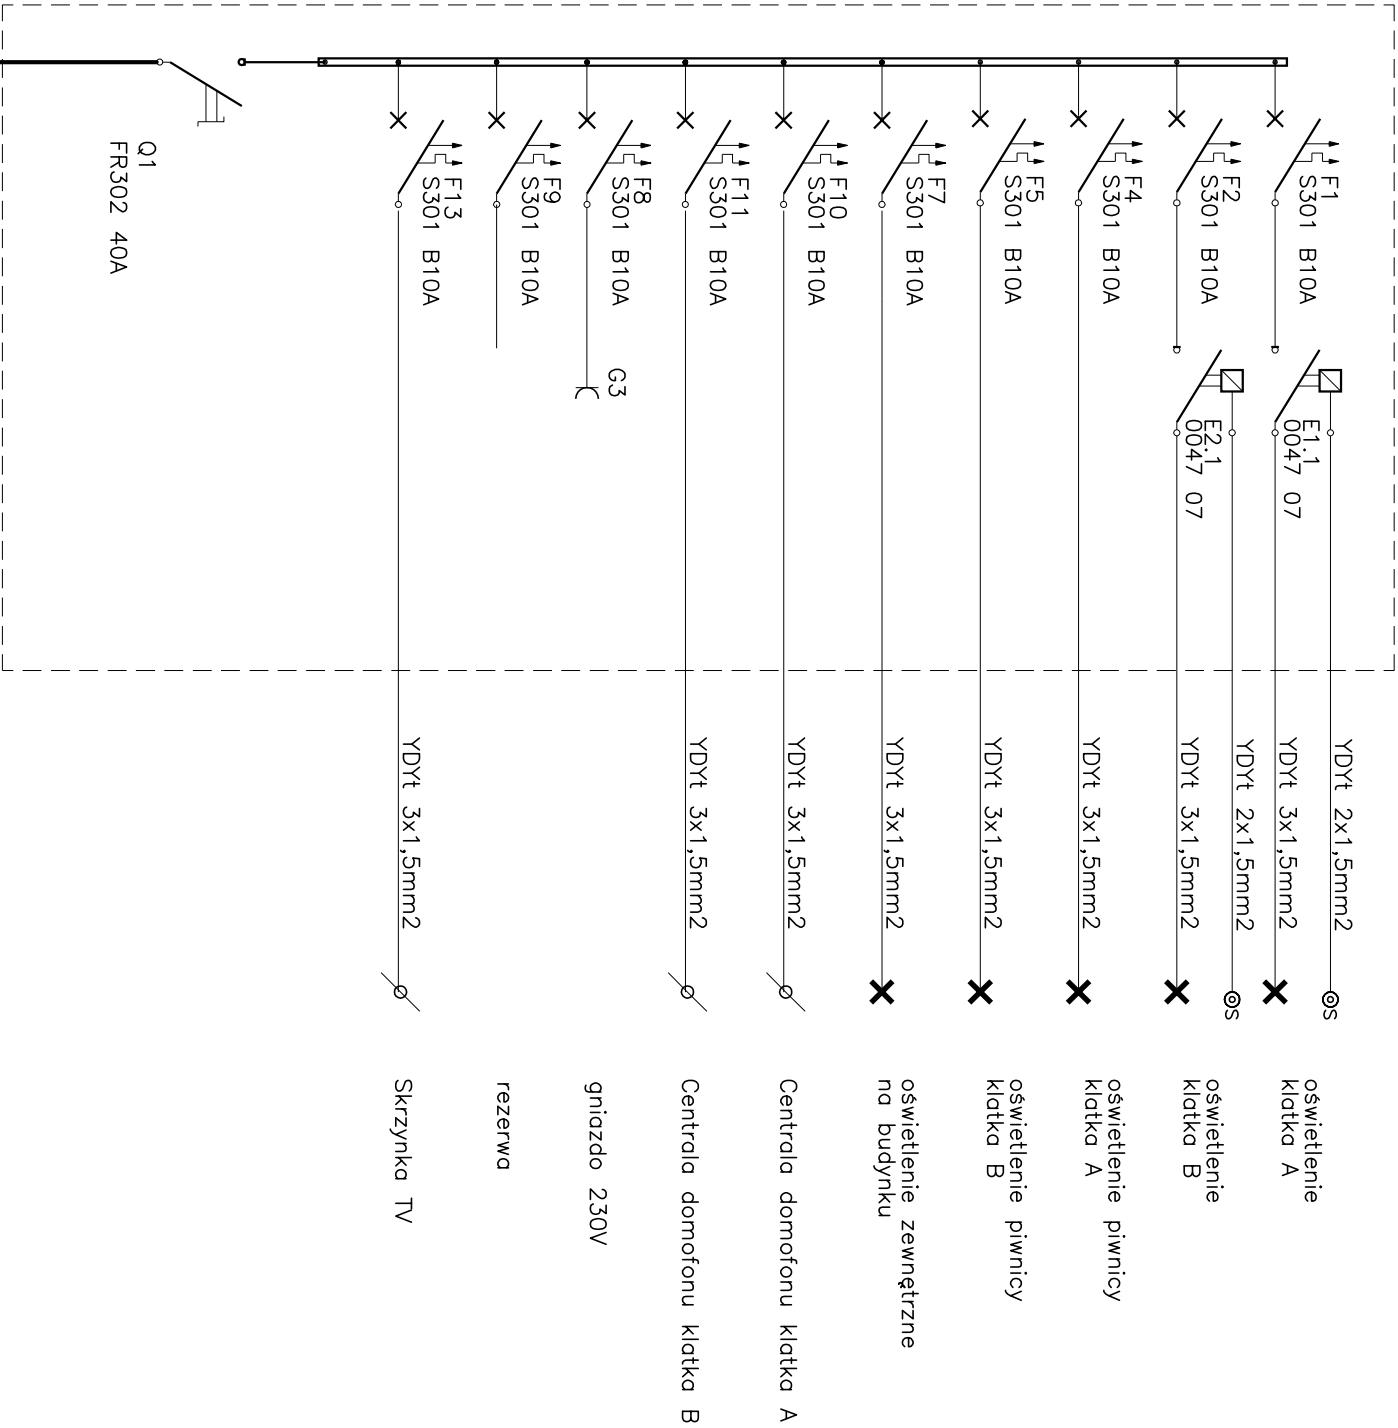 F1
S301 B10A
E1.1
0047 07
YDYt 2x1,5mm2
YDYt 3x1,5mm2
S
oświetlenie
klatka A
F2
S301 B10A
E2.1
0047 07
YDYt 2x1,5mm2
YDYt 3x1,5mm2
S
oświetlenie
klatka B
F4
S301 B10A
YDYt 3x1,5mm2
oświetlenie piwnicy
klatka A
F5
S301 B10A
YDYt 3x1,5mm2
oświetlenie piwnicy
klatka B
F7
S301 B10A
YDYt 3x1,5mm2
oświetlenie zewnętrzne
na budynku
F10
S301 B10A
YDYt 3x1,5mm2
Centrala domofonu klatka A
F11
S301 B10A
YDYt 3x1,5mm2
Centrala domofonu klatka B
F8
S301 B10A
G3
gniazdo 230V
F9
S301 B10A
rezerwa
F13
S301 B10A
YDYt 3x1,5mm2
Skrzynka TV
Q1
FR302 40A